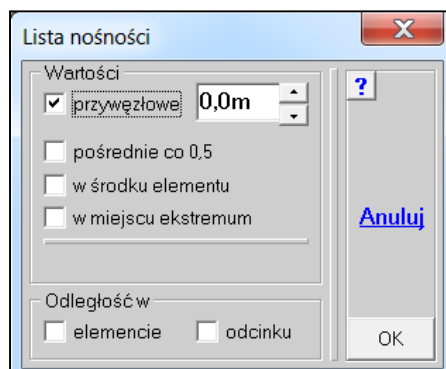 Lista nośności
X
Wartości
przywęzłowe 0,0m
?
pośrednie co 0,5
w środku elementu
w miejscu ekstremum
Anuluj
Odległość w
elemencie odcinku
OK